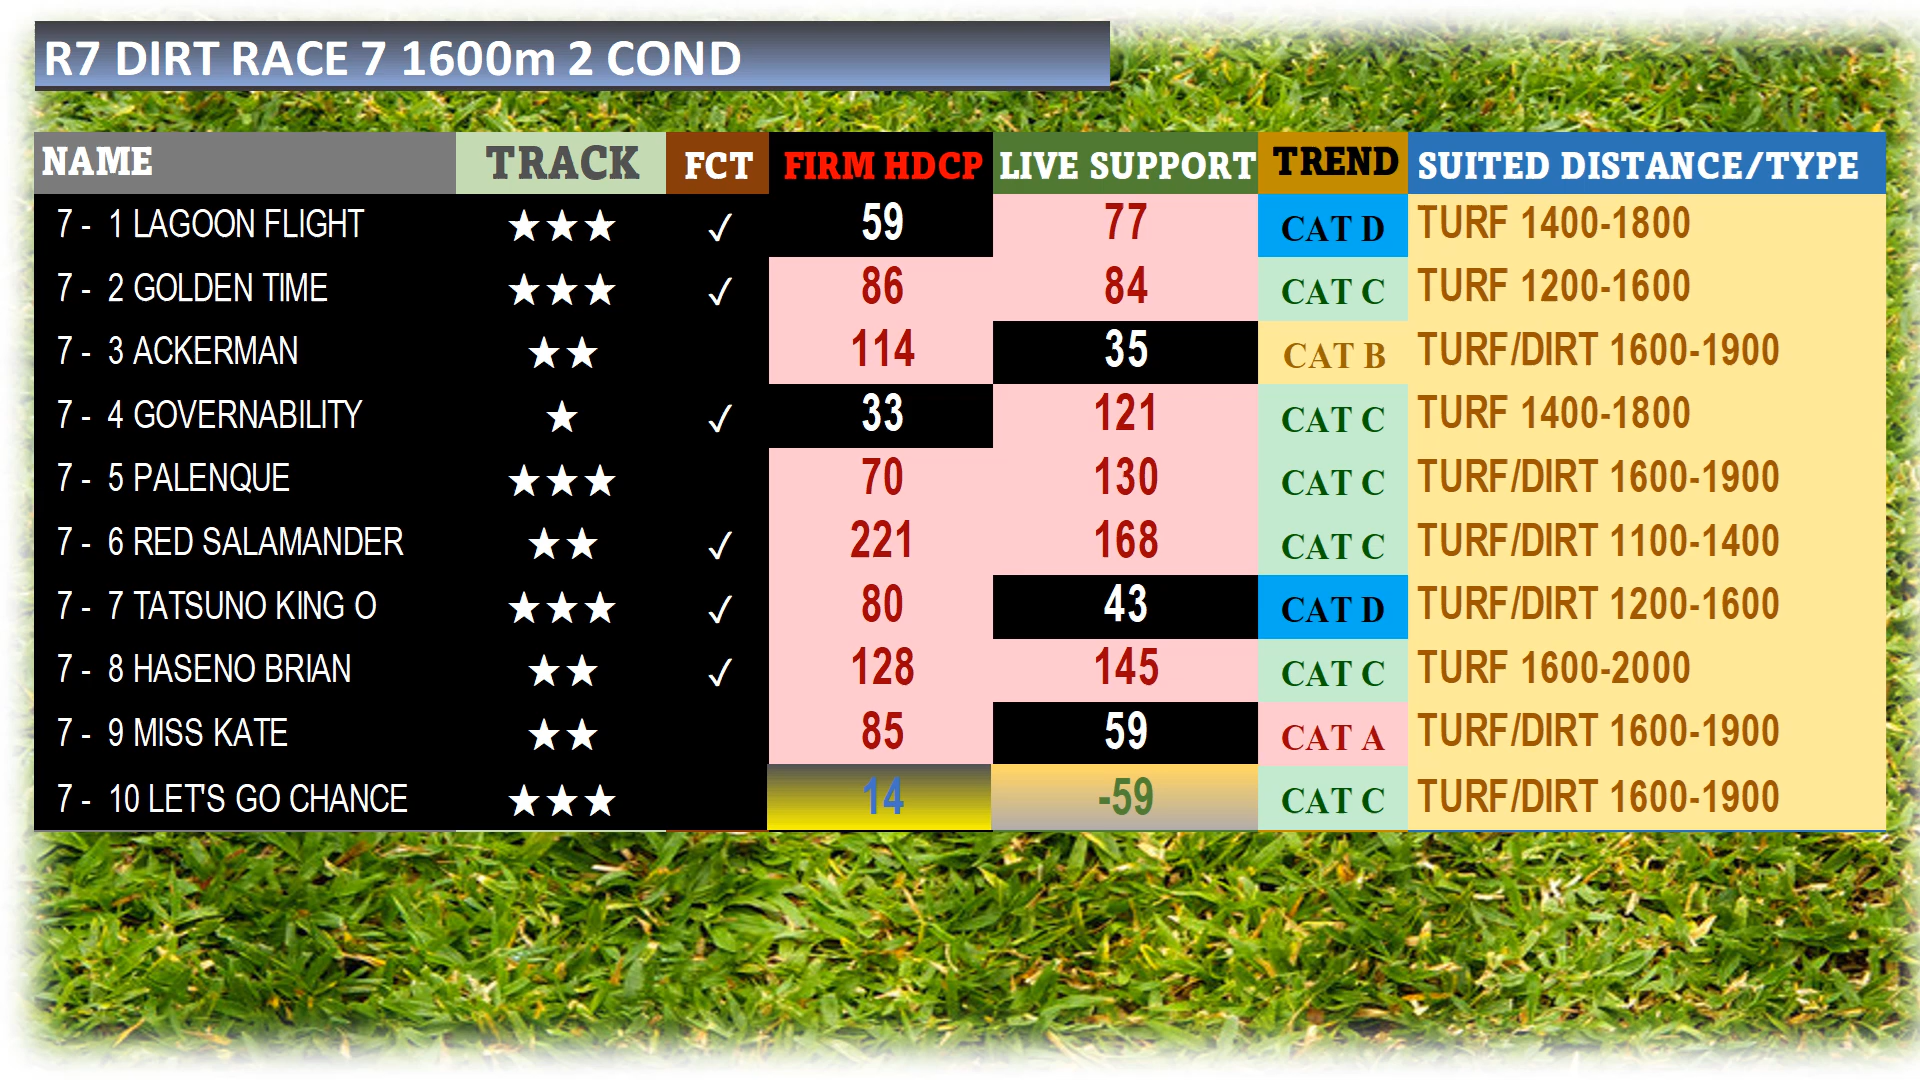 R7 DIRT RACE 7 1600m 2 COND
NAME TRACK FCT FIRM HDCP LIVE SUPPORT TREND SUITED DISTANCE/TYPE
7 - 1 LAGOON FLIGHT ★★★ ✓ 59 77 CAT D TURF 1400-1800
7 - 2 GOLDEN TIME ★★★ ✓ 86 84 CAT C TURF 1200-1600
7 - 3 ACKERMAN ★★ 114 35 CAT B TURF/DIRT 1600-1900
7 - 4 GOVERNABILITY ★ ✓ 33 121 CAT C TURF 1400-1800
7 - 5 PALENQUE ★★★ 70 130 CAT C TURF/DIRT 1600-1900
7 - 6 RED SALAMANDER ★★ ✓ 221 168 CAT C TURF/DIRT 1100-1400
7 - 7 TATSUNO KING O ★★★ ✓ 80 43 CAT D TURF/DIRT 1200-1600
7 - 8 HASENO BRIAN ★★ ✓ 128 145 CAT C TURF 1600-2000
7 - 9 MISS KATE ★★ 85 59 CAT A TURF/DIRT 1600-1900
7 - 10 LET'S GO CHANCE ★★★ 14 -59 CAT C TURF/DIRT 1600-1900